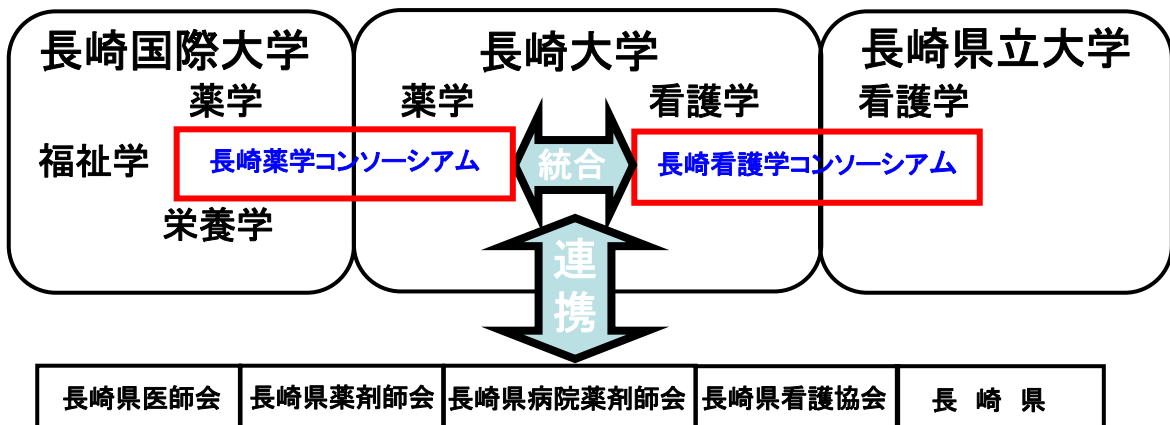 長崎国際大学
長崎大学
長崎県立大学
薬学
薬学
看護学
看護学
福祉学
長崎薬学コンソーシアム
統合
長崎看護学コンソーシアム
栄養学
連
携
長崎県医師会
長崎県薬剤師会
長崎県病院薬剤師会
長崎県看護協会
長 崎 県